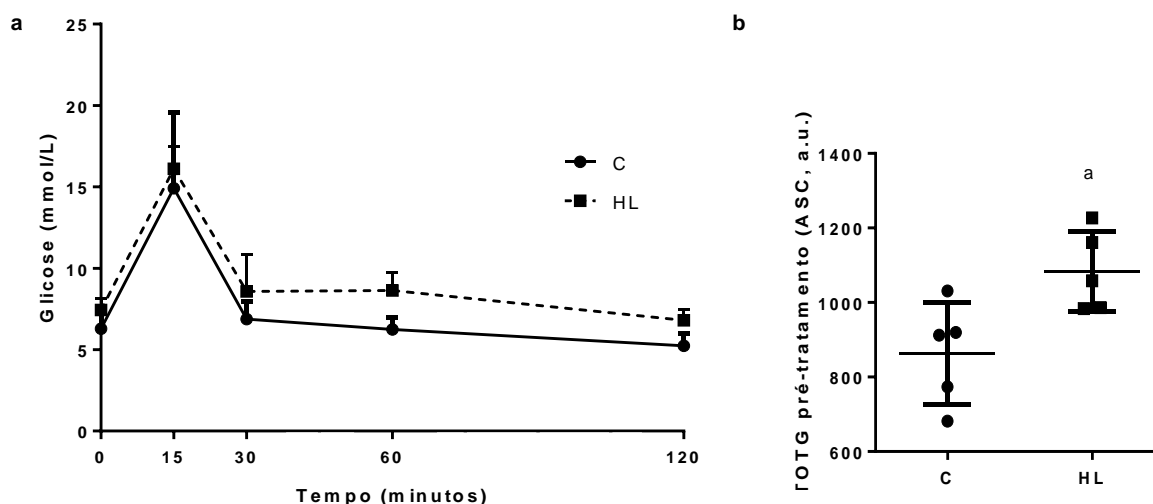 a
Glicose (mmol/L)
25
20
15
10
5
0
0 15 30 60 120
Tempo (minutos)
C
HL
b
TOTG pré-tratamento (ASC, a.u.)
1400
1200
1000
800
600
a
C HL